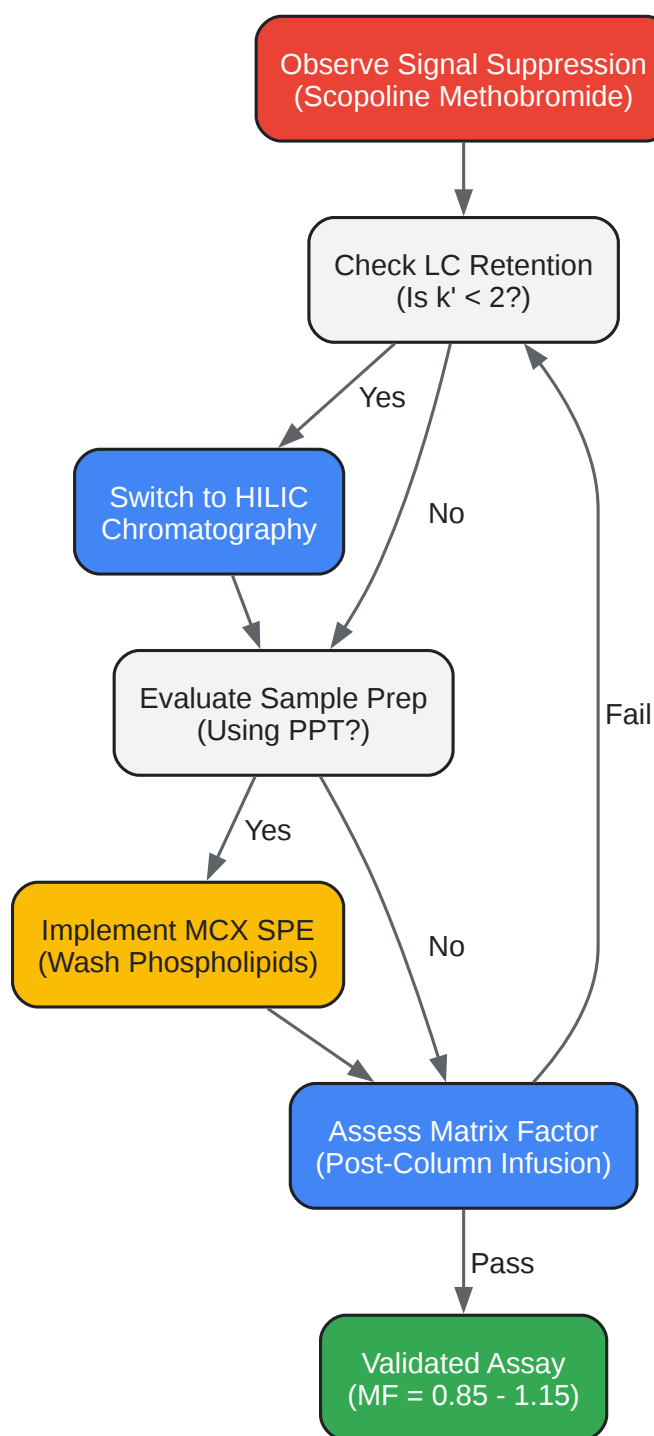 Observe Signal Suppression
(Scopoline Methobromide)
Check LC Retention
(Is k' < 2?)
Yes
Switch to HILIC
Chromatography
No
Evaluate Sample Prep
(Using PPT?)
Fail
Yes
Implement MCX SPE
(Wash Phospholipids)
No
Assess Matrix Factor
(Post-Column Infusion)
Pass
Validated Assay
(MF = 0.85 - 1.15)